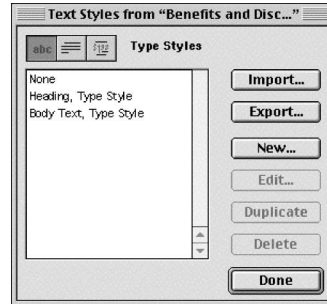 Text Styles from “Benefits and Disc...”
abc
Type Styles
None
Heading, Type Style
Body Text, Type Style
Import...
Export...
New...
Edit...
Duplicate
Delete
Done